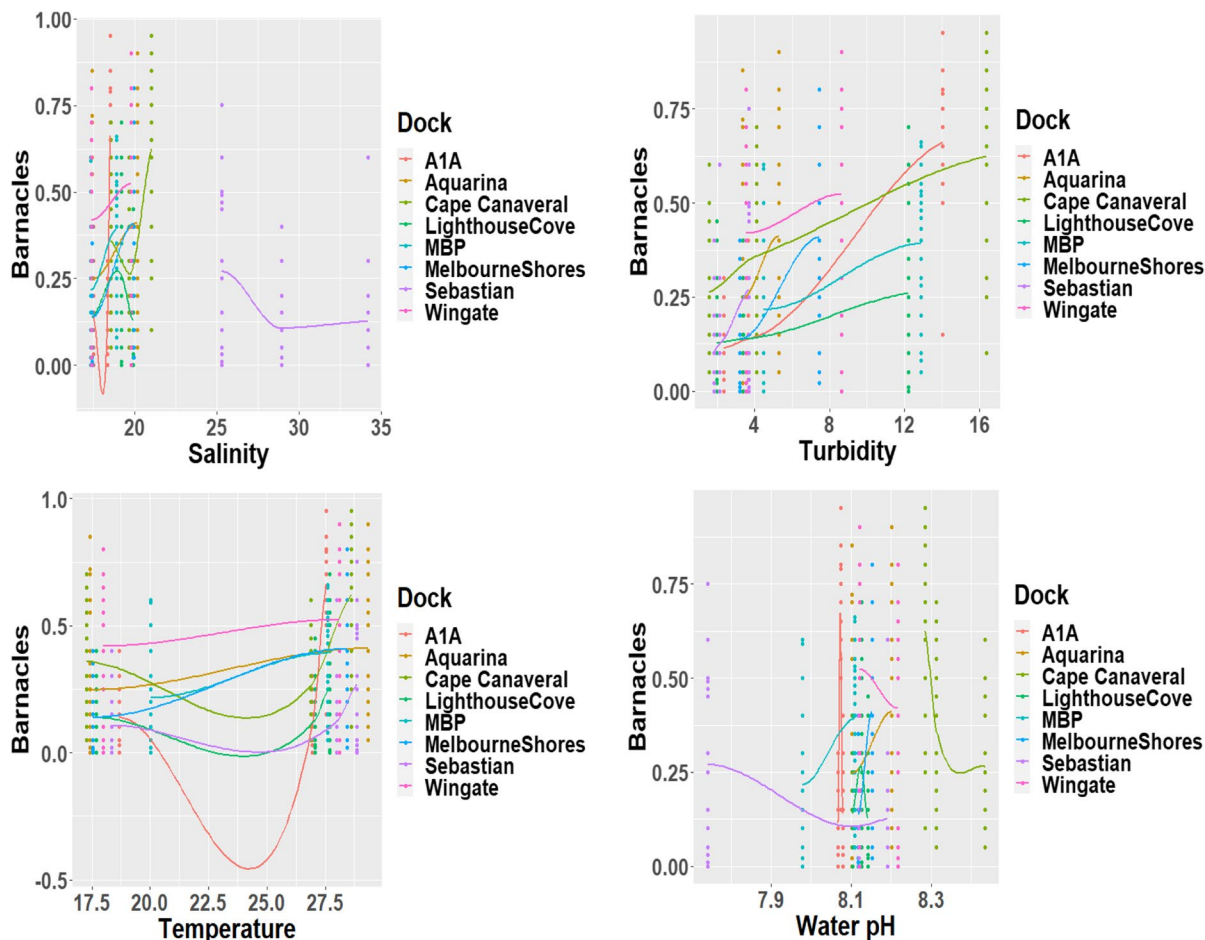 1.00
0.75
0.50
0.25
0.00
Barnacles
20 25 30 35
Salinity
Dock
A1A
Aquarina
Cape Canaveral
LighthouseCove
MBP
MelbourneShores
Sebastian
Wingate
0.75
0.50
0.25
0.00
Barnacles
4 8 12 16
Turbidity
Dock
A1A
Aquarina
Cape Canaveral
LighthouseCove
MBP
MelbourneShores
Sebastian
Wingate
1.0
0.5
0.0
-0.5
Barnacles
17.5 20.0 22.5 25.0 27.5
Temperature
Dock
A1A
Aquarina
Cape Canaveral
LighthouseCove
MBP
MelbourneShores
Sebastian
Wingate
0.75
0.50
0.25
0.00
Barnacles
7.9 8.1 8.3
Water pH
Dock
A1A
Aquarina
Cape Canaveral
LighthouseCove
MBP
MelbourneShores
Sebastian
Wingate